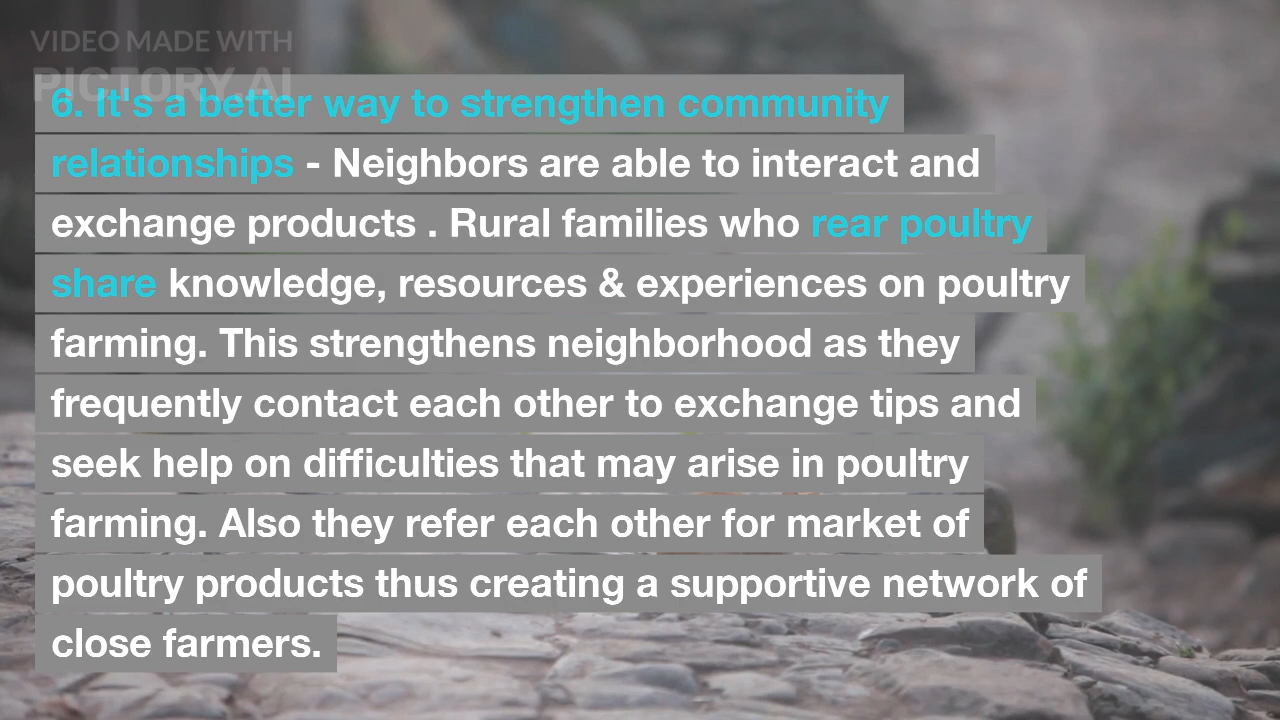 VIDEO MADE WITH
PICTORY.AI
6. It's a better way to strengthen community
relationships - Neighbors are able to interact and
exchange products . Rural families who rear poultry
share knowledge, resources & experiences on poultry
farming. This strengthens neighborhood as they
frequently contact each other to exchange tips and
seek help on difficulties that may arise in poultry
farming. Also they refer each other for market of
poultry products thus creating a supportive network of
close farmers.